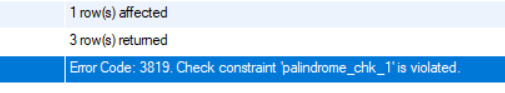 1 row(s) affected
3 row(s) returned
Error Code: 3819. Check constraint 'palindrome_chk_1' is violated.